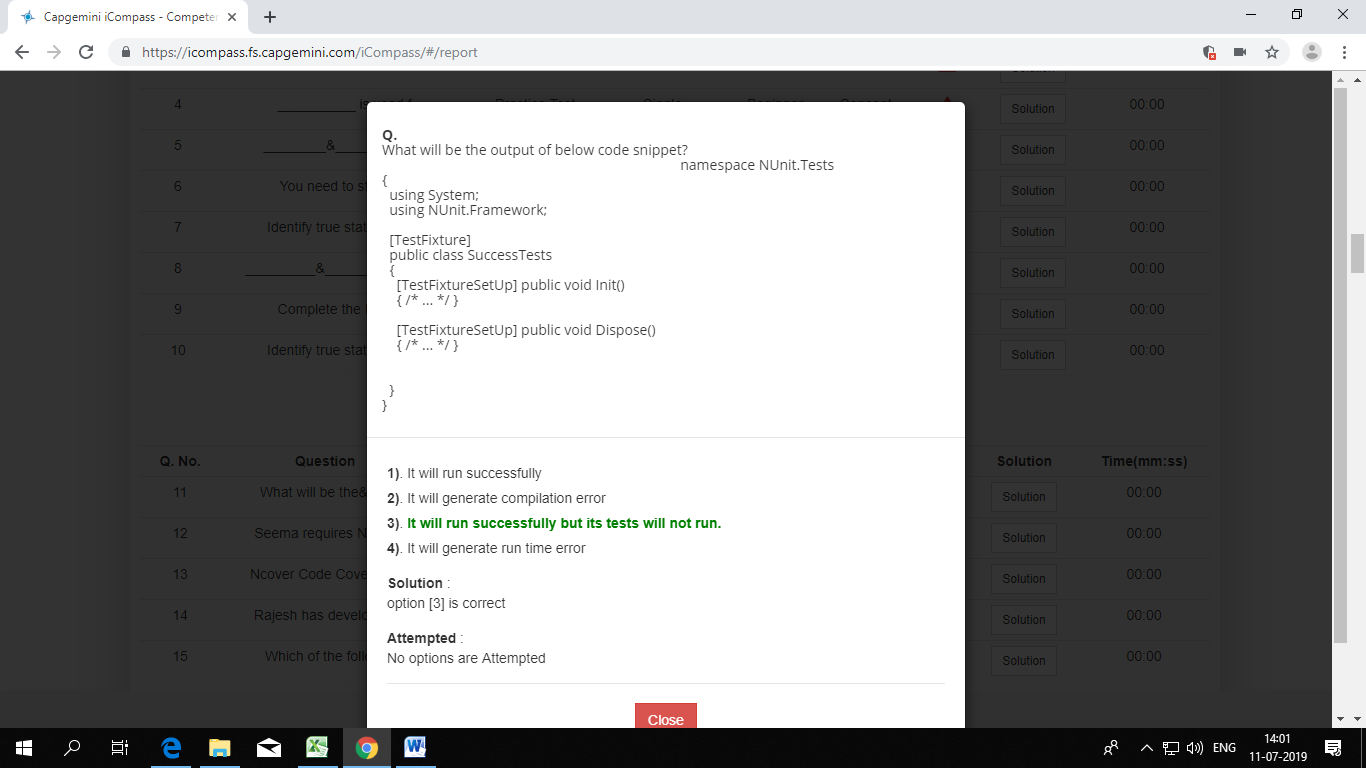 Capgemini iCompass - Competen
https://icompass.fs.capgemini.com/iCompass/#/report
4 Solution 00:00
5 & Solution 00:00
6 You need to st Solution 00:00
7 Identify true stat Solution 00:00
8 & Solution 00:00
9 Complete the Solution 00:00
10 Identify true stat Solution 00:00
Q. No. Question Solution Time(mm:ss)
11 What will be the& Solution 00:00
12 Seema requires N Solution 00:00
13 Ncover Code Cove Solution 00:00
14 Rajesh has develo Solution 00:00
15 Which of the follo Solution 00:00
Q.
What will be the output of below code snippet?
namespace NUnit.Tests
{
using System;
using NUnit.Framework;
[TestFixture]
public class SuccessTests
{
[TestFixtureSetUp] public void Init()
{ /* ... */ }
[TestFixtureSetUp] public void Dispose()
{ /* ... */ }
}
}
1). It will run successfully
2). It will generate compilation error
3). It will run successfully but its tests will not run.
4). It will generate run time error
Solution :
option [3] is correct
Attempted :
No options are Attempted
Close
ENG
14:01
11-07-2019